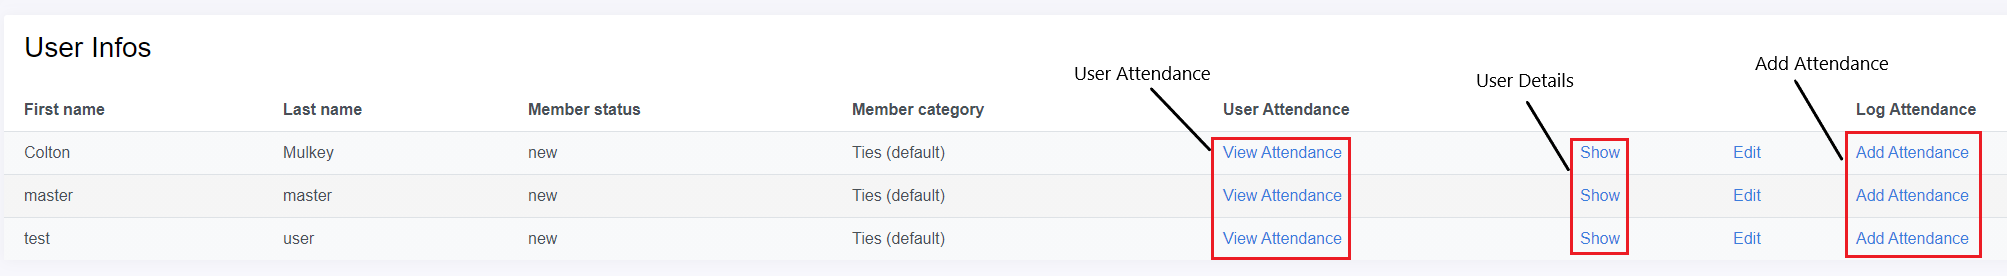 User Infos
User Attendance
User Details
Add Attendance
First name Last name Member status Member category User Attendance Log Attendance
Colton Mulkey new Ties (default) View Attendance Show Edit Add Attendance
master master new Ties (default) View Attendance Show Edit Add Attendance
test user new Ties (default) View Attendance Show Edit Add Attendance